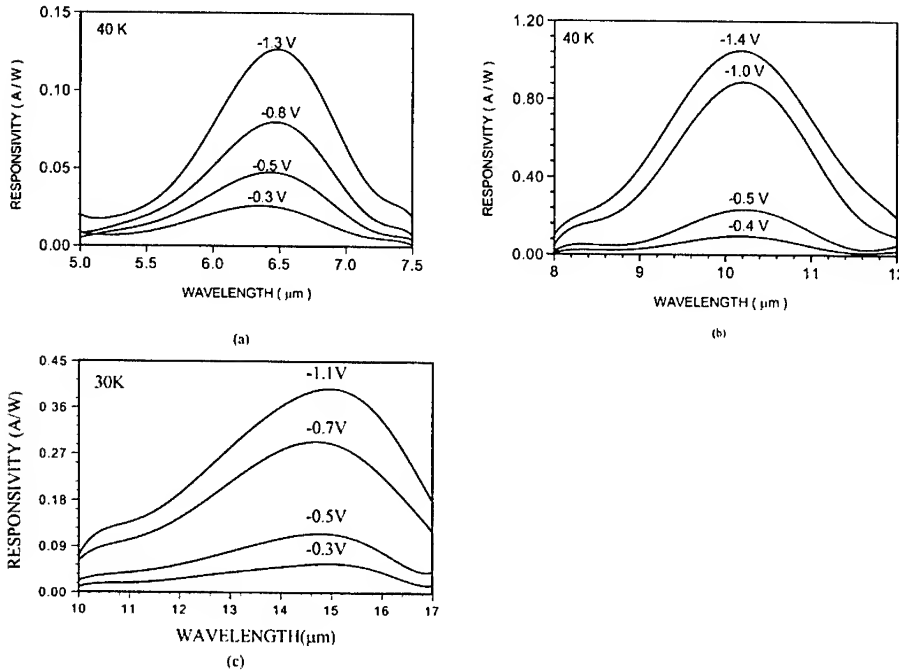 0.15
0.10
0.05
0.00
RESPONSIVITY ( A / W )
40 K
-1.3 V
-0.8 V
-0.5 V
-0.3 V
5.0 5.5 6.0 6.5 7.0 7.5
WAVELENGTH ( μm )
(a)
1.20
0.80
0.40
0.00
RESPONSIVITY ( A / W )
40 K
-1.4 V
-1.0 V
-0.5 V
-0.4 V
8 9 10 11 12
WAVELENGTH ( μm )
(b)
0.45
0.36
0.27
0.18
0.09
0.00
RESPONSIVITY (A/W)
30K
-1.1V
-0.7V
-0.5V
-0.3V
10 11 12 13 14 15 16 17
WAVELENGTH(μm)
(c)